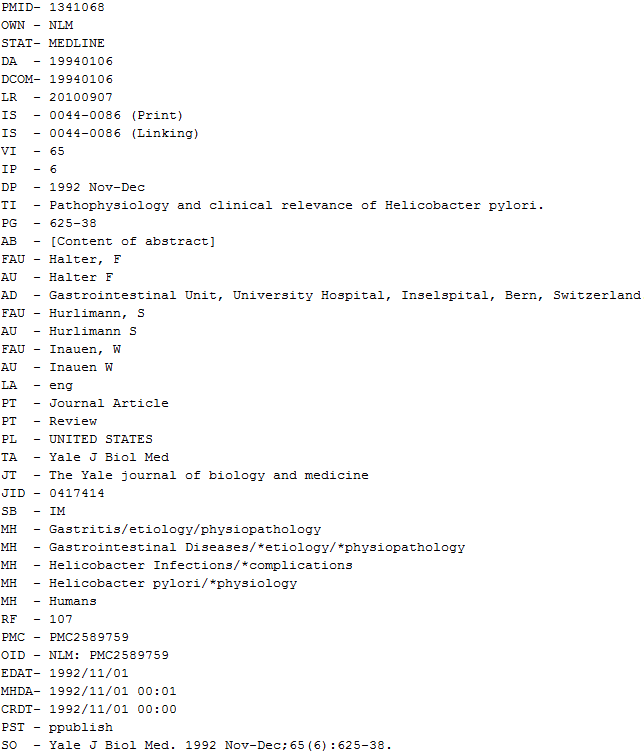 PMID- 1341068
OWN - NLM
STAT- MEDLINE
DA  - 19940106
DCOM- 19940106
LR  - 20100907
IS  - 0044-0086 (Print)
IS  - 0044-0086 (Linking)
VI  - 65
IP  - 6
DP  - 1992 Nov-Dec
TI  - Pathophysiology and clinical relevance of Helicobacter pylori.
PG  - 625-38
AB  - [Content of abstract]
FAU - Halter, F
AU  - Halter F
AD  - Gastrointestinal Unit, University Hospital, Inselspital, Bern, Switzerland
FAU - Hurlimann, S
AU  - Hurlimann S
FAU - Inauen, W
AU  - Inauen W
LA  - eng
PT  - Journal Article
PT  - Review
PL  - UNITED STATES
TA  - Yale J Biol Med
JT  - The Yale journal of biology and medicine
JID - 0417414
SB  - IM
MH  - Gastritis/etiology/physiopathology
MH  - Gastrointestinal Diseases/*etiology/*physiopathology
MH  - Helicobacter Infections/*complications
MH  - Helicobacter pylori/*physiology
MH  - Humans
RF  - 107
PMC - PMC2589759
OID - NLM: PMC2589759
EDAT- 1992/11/01
MHDA- 1992/11/01 00:01
CRDT- 1992/11/01 00:00
PST - ppublish
SO  - Yale J Biol Med. 1992 Nov-Dec;65(6):625-38.